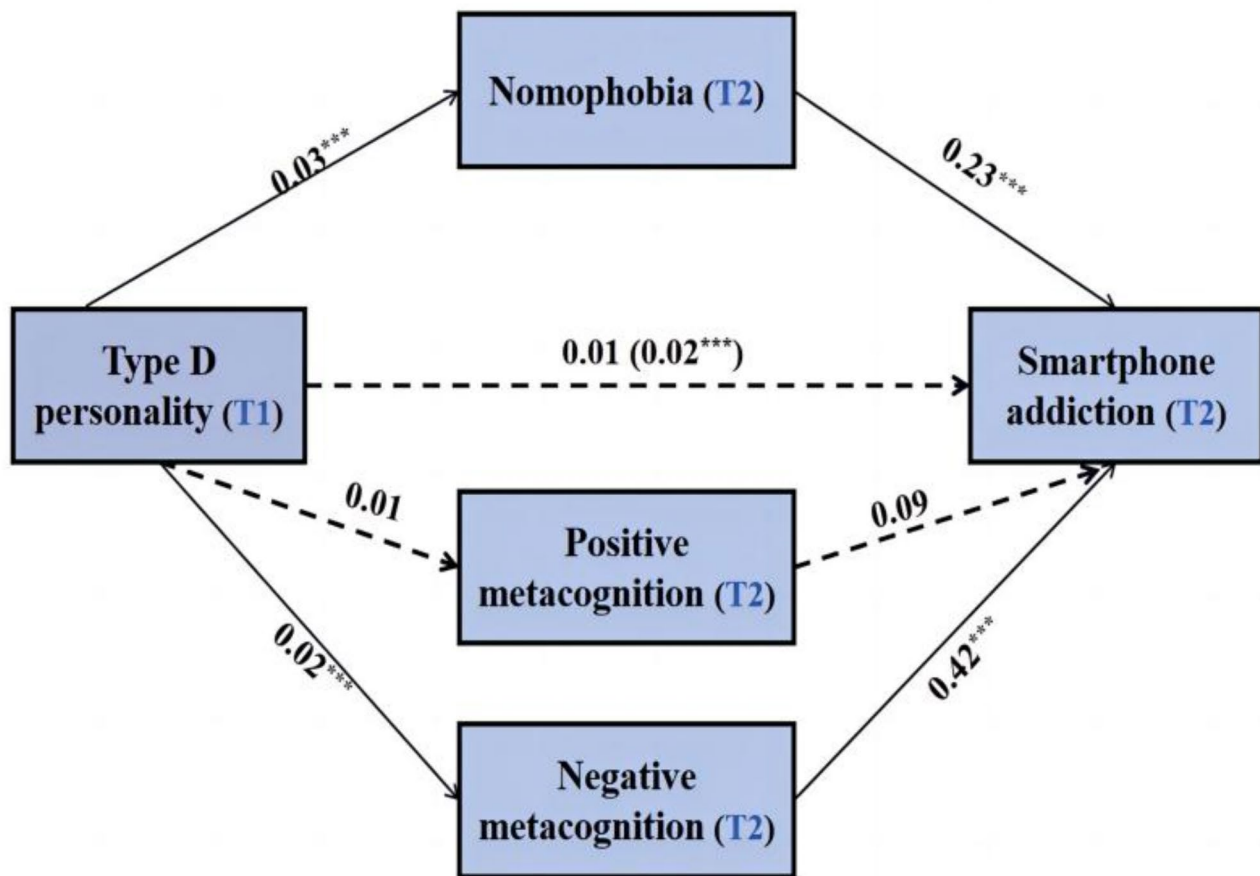 Nomophobia (T2)
0.03***
0.23***
0.01 (0.02***)
Type D
personality (T1)
Smartphone
addiction (T2)
0.01
0.09
Positive
metacognition (T2)
0.02***
0.42***
Negative
metacognition (T2)